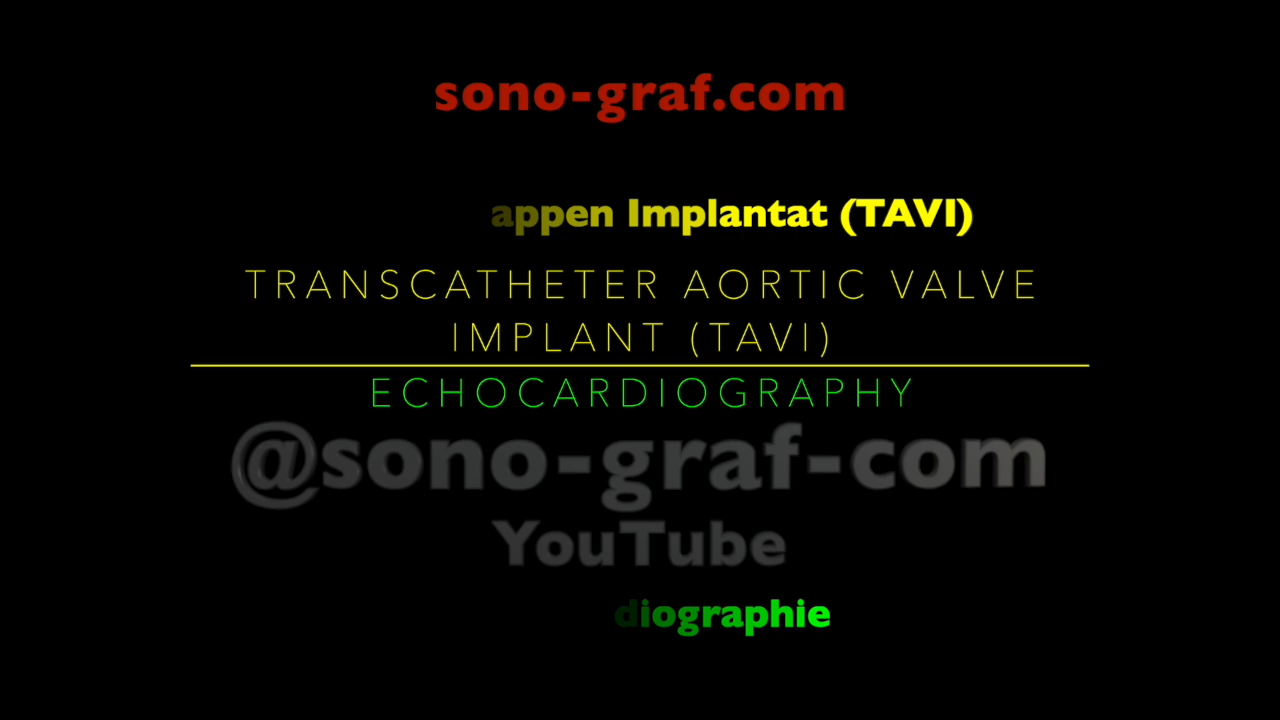 sono-graf.com
appen Implantat (TAVI)
TRANSCATHETER AORTIC VALVE
IMPLANT (TAVI)
ECHOCARDIOGRAPHY
@sono-graf-com
YouTube
diographie